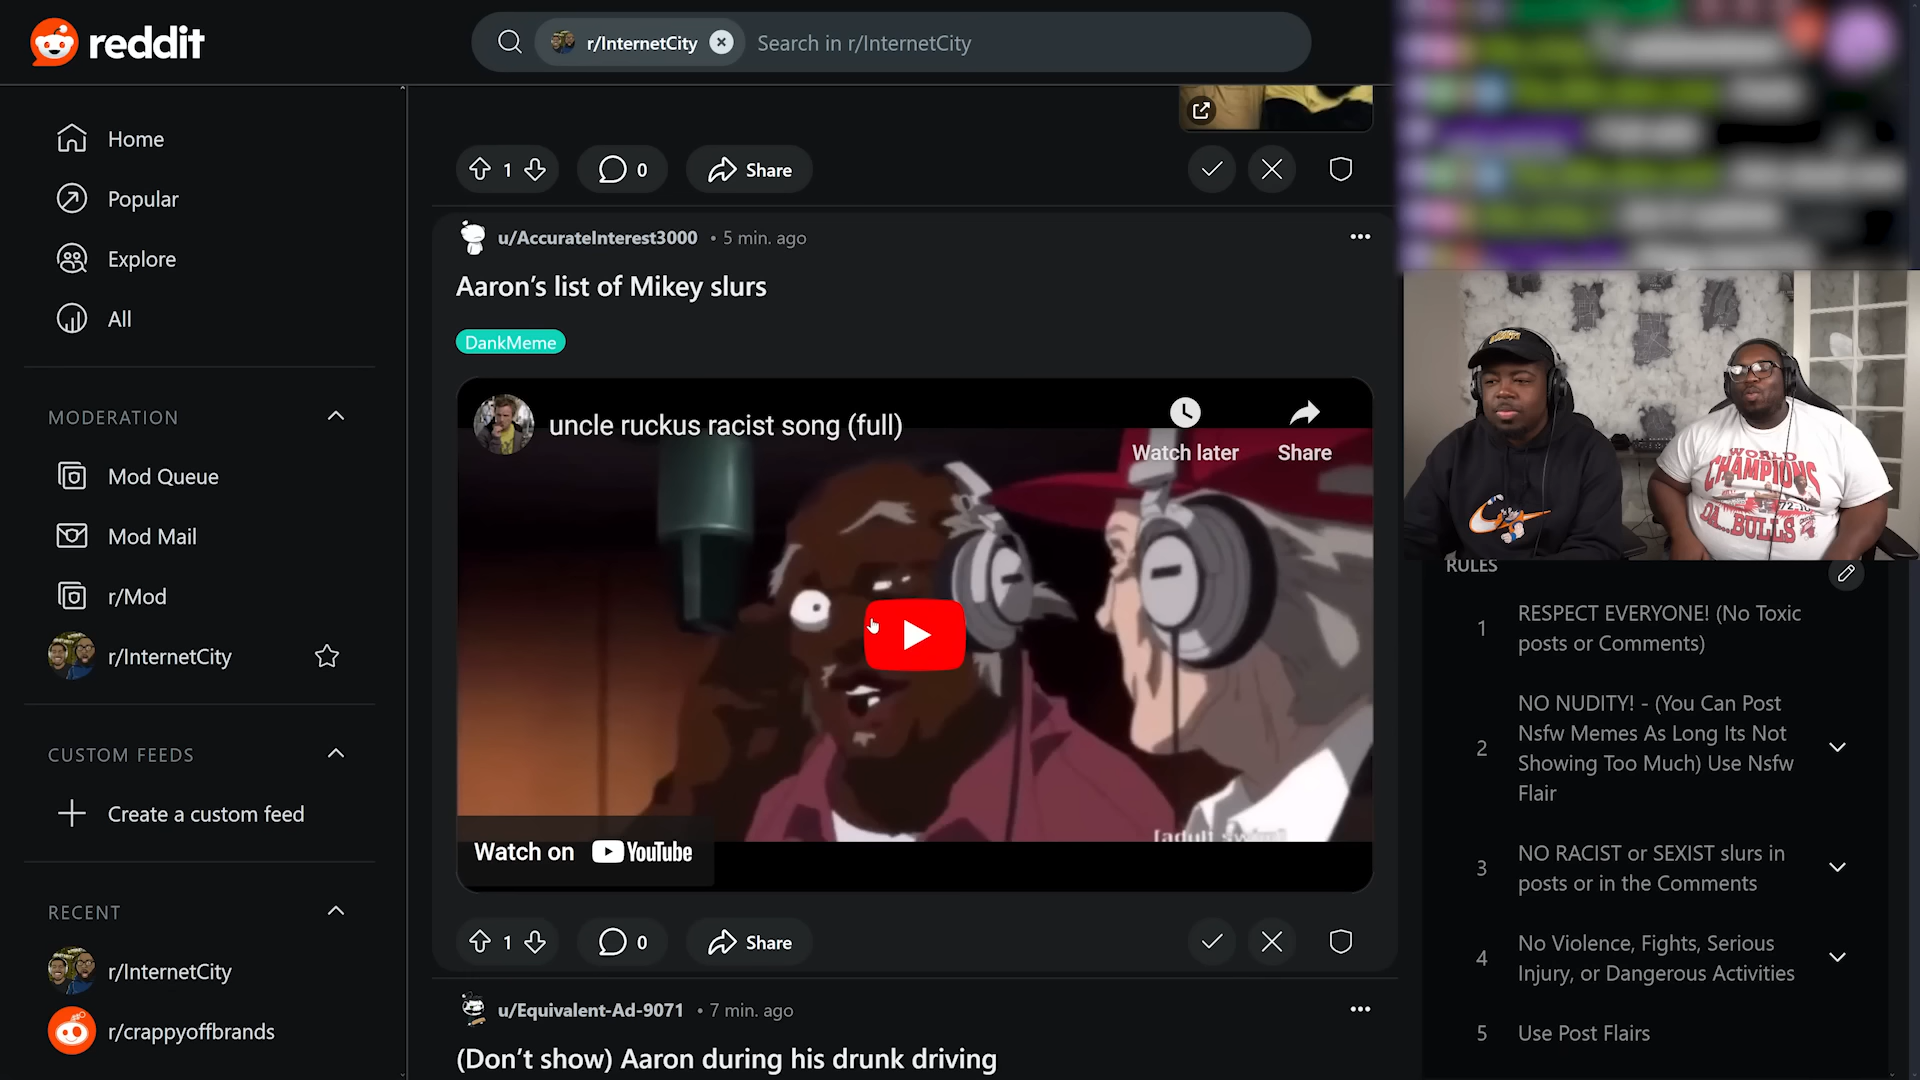 reddit
r/InternetCity
Search in r/InternetCity
Home
Popular
Explore
All
MODERATION
Mod Queue
Mod Mail
r/Mod
r/InternetCity
CUSTOM FEEDS
Create a custom feed
RECENT
r/InternetCity
r/crappyoffbrands
1
0
Share
u/AccurateInterest3000 • 5 min. ago
Aaron's list of Mikey slurs
DankMeme
uncle ruckus racist song (full)
Watch later
Share
[adult swim]
Watch on YouTube
1
0
Share
u/Equivalent-Ad-9071 • 7 min. ago
(Don't show) Aaron during his drunk driving
WORLD
CHAMPIONS
DA..BULLS
RULES
1 RESPECT EVERYONE! (No Toxic
posts or Comments)
2 NO NUDITY! - (You Can Post
Nsfw Memes As Long Its Not
Showing Too Much) Use Nsfw
Flair
3 NO RACIST or SEXIST slurs in
posts or in the Comments
4 No Violence, Fights, Serious
Injury, or Dangerous Activities
5 Use Post Flairs